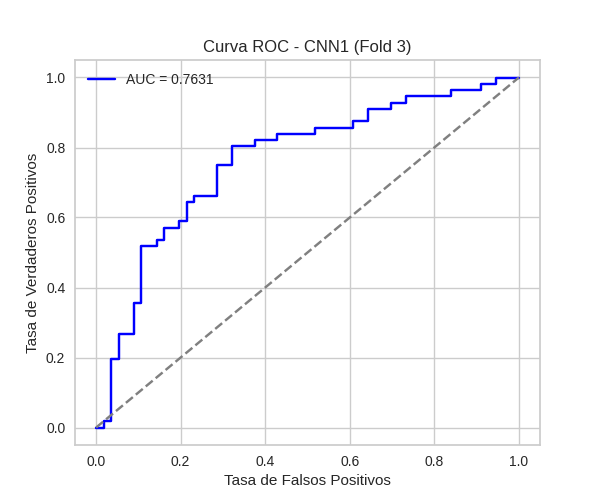 Curva ROC - CNN1 (Fold 3)
AUC = 0.7631
Tasa de Verdaderos Positivos
1.0
0.8
0.6
0.4
0.2
0.0
0.0 0.2 0.4 0.6 0.8 1.0
Tasa de Falsos Positivos